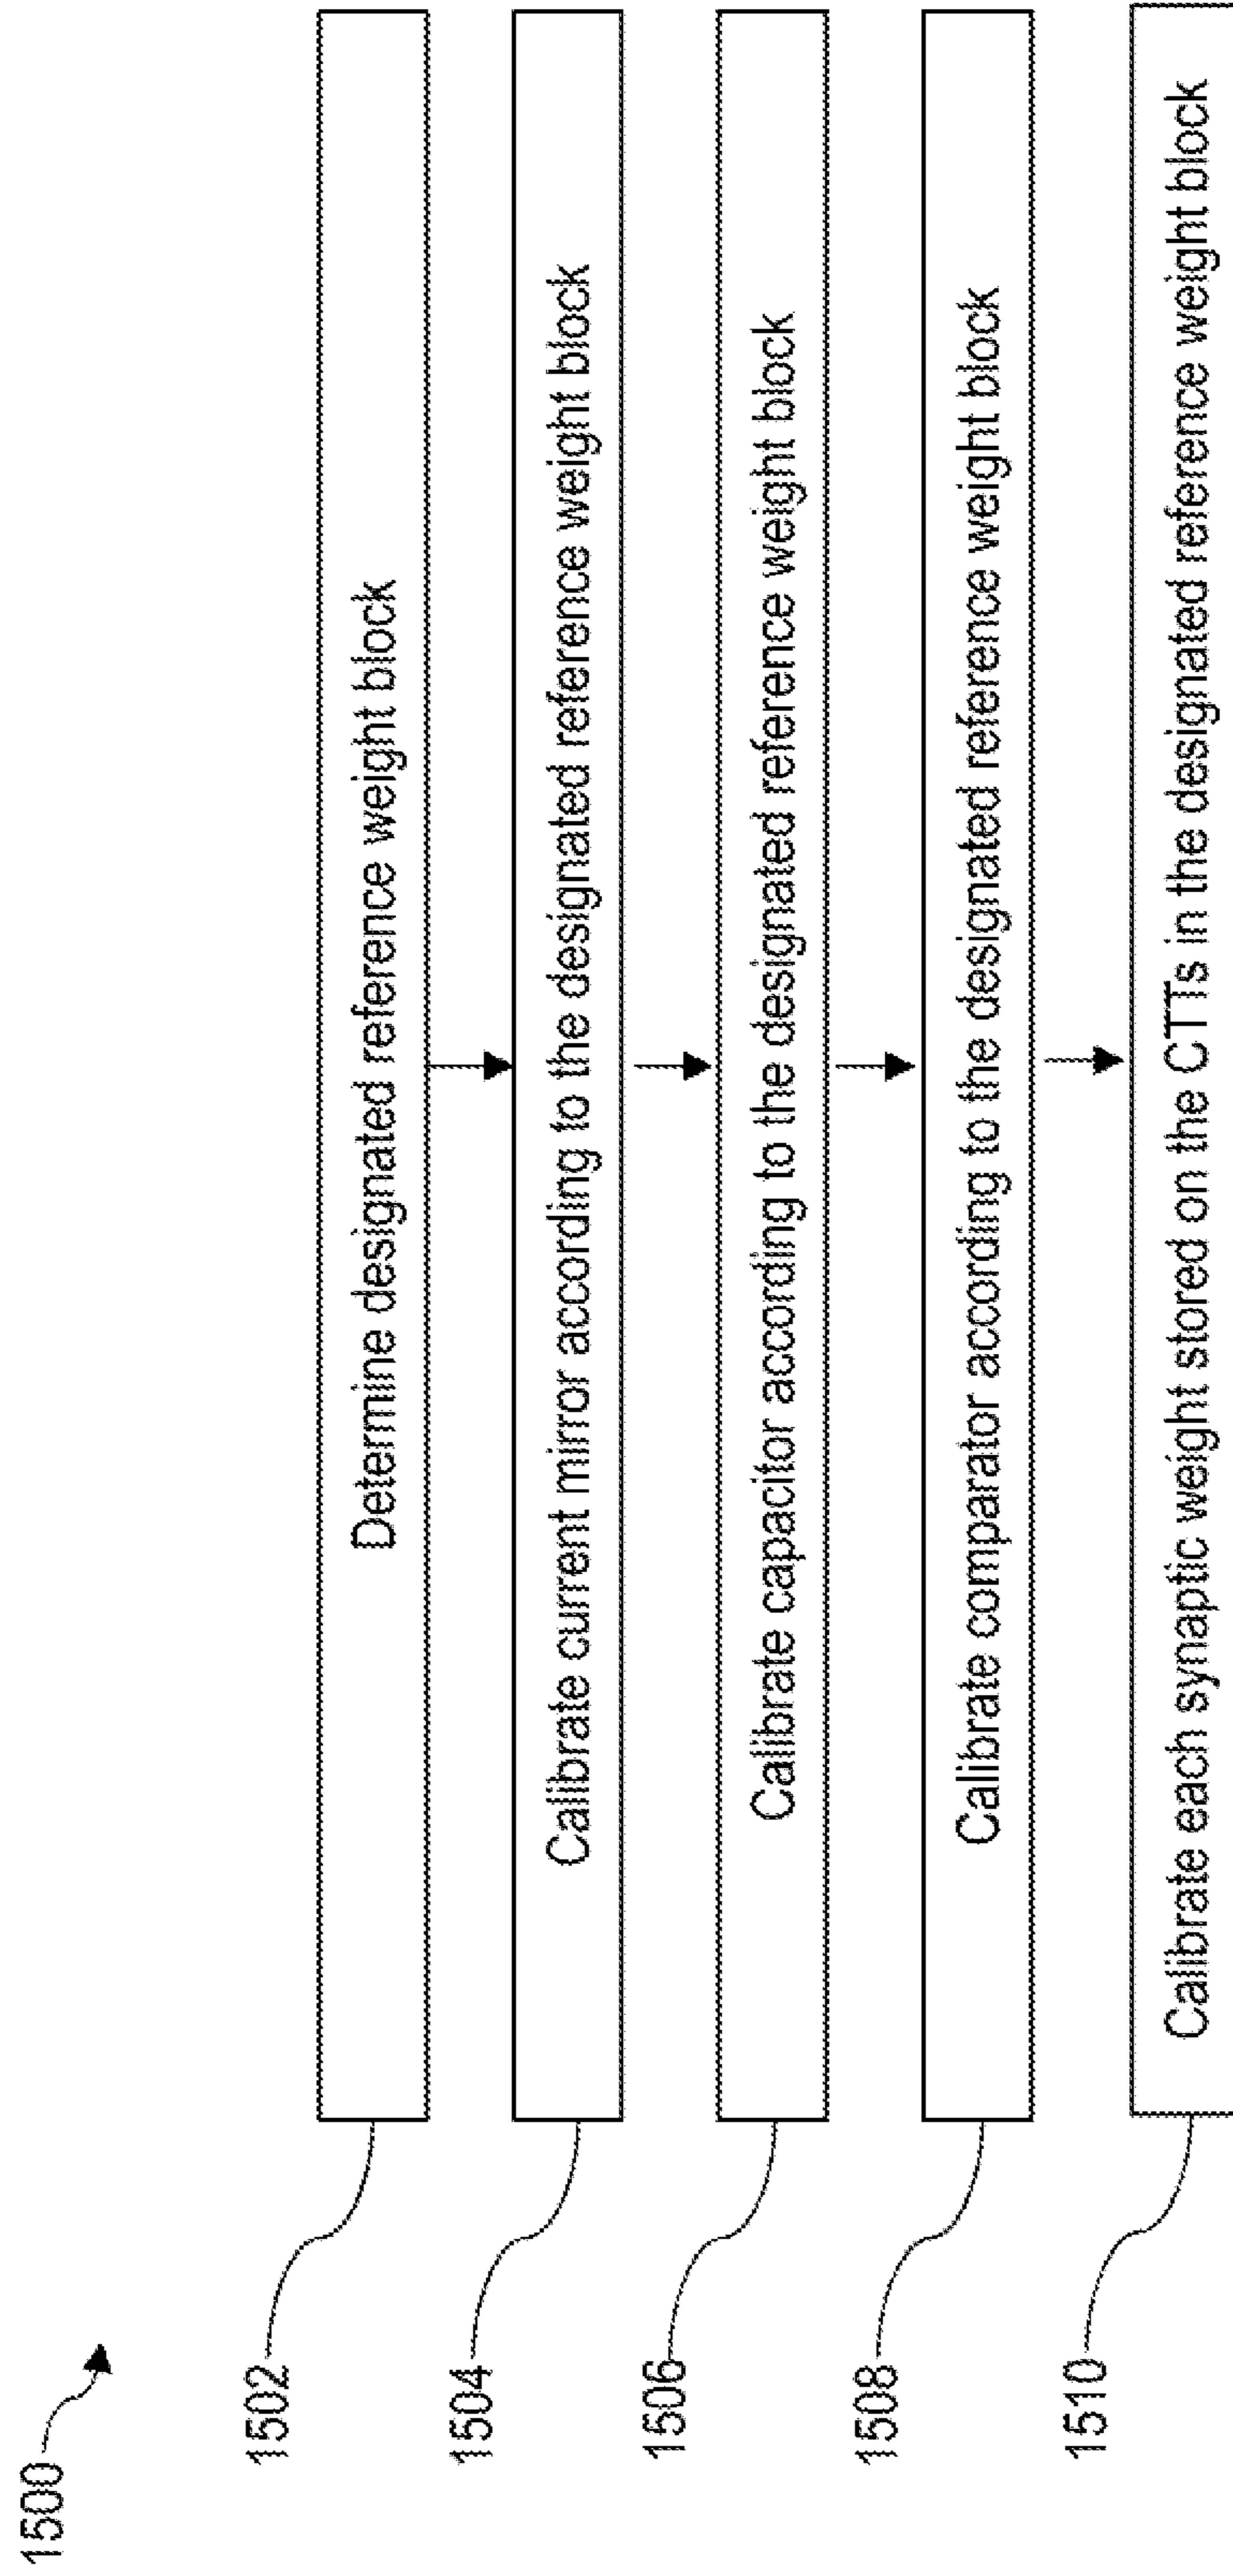 1500
1502
Determine designated reference weight block
1504
Calibrate current mirror according to the designated reference weight block
1506
Calibrate capacitor according to the designated reference weight block
1508
Calibrate comparator according to the designated reference weight block
1510
Calibrate each synaptic weight stored on the CTTs in the designated reference weight block